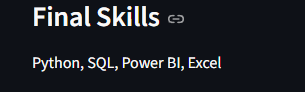 Final Skills
Python, SQL, Power BI, Excel